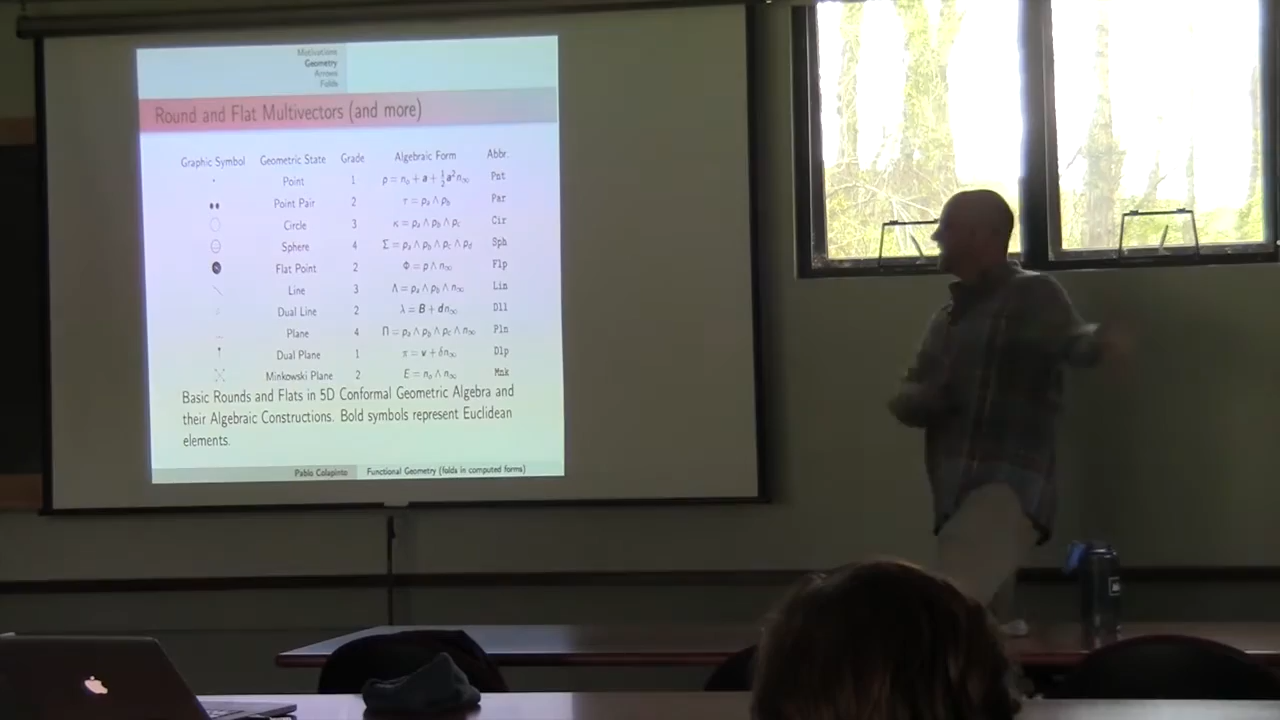 Motivations
Geometry
Arrows
Folds
Round and Flat Multivectors (and more)
Graphic Symbol Geometric State Grade Algebraic Form Abbr.
Point 1 p = nₒ + a + ½a²n∞ Pnt
Point Pair 2 τ = pₐ ∧ p_b Par
Circle 3 κ = pₐ ∧ p_b ∧ p_c Cir
Sphere 4 Σ = pₐ ∧ p_b ∧ p_c ∧ p_d Sph
Flat Point 2 Φ = p ∧ n∞ Flp
Line 3 Λ = pₐ ∧ p_b ∧ n∞ Lin
Dual Line 2 λ = B + dn∞ Dll
Plane 4 Π = pₐ ∧ p_b ∧ p_c ∧ n∞ Pln
Dual Plane 1 π = v + δn∞ Dlp
Minkowski Plane 2 E = nₒ ∧ n∞ Mnk
Basic Rounds and Flats in 5D Conformal Geometric Algebra and
their Algebraic Constructions. Bold symbols represent Euclidean
elements.
Pablo Colapinto Functional Geometry (folds in computed forms)